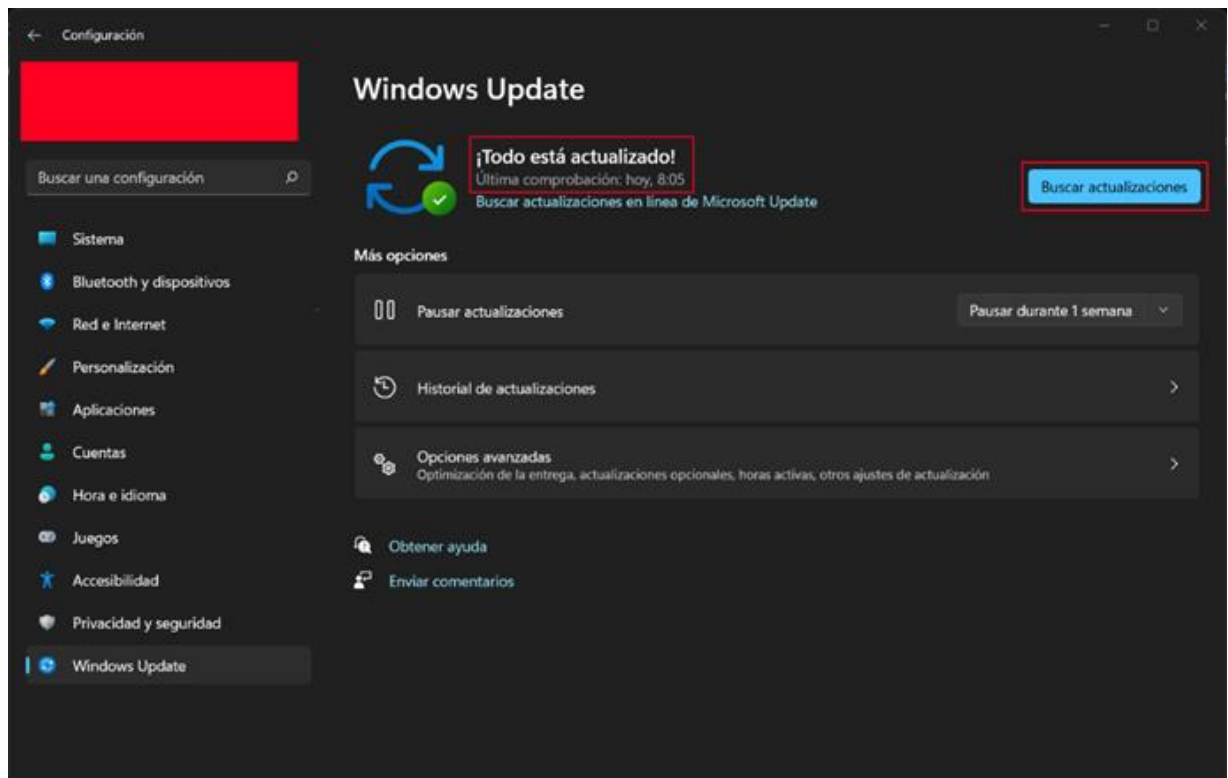 Configuración
Windows Update
¡Todo está actualizado!
Última comprobación: hoy, 8:05
Buscar actualizaciones en línea de Microsoft Update
Buscar actualizaciones
Buscar una configuración
Sistema
Bluetooth y dispositivos
Red e Internet
Personalización
Aplicaciones
Cuentas
Hora e idioma
Juegos
Accesibilidad
Privacidad y seguridad
Windows Update
Más opciones
Pausar actualizaciones
Pausar durante 1 semana
Historial de actualizaciones
Opciones avanzadas
Optimización de la entrega, actualizaciones opcionales, horas activas, otros ajustes de actualización
Obtener ayuda
Enviar comentarios